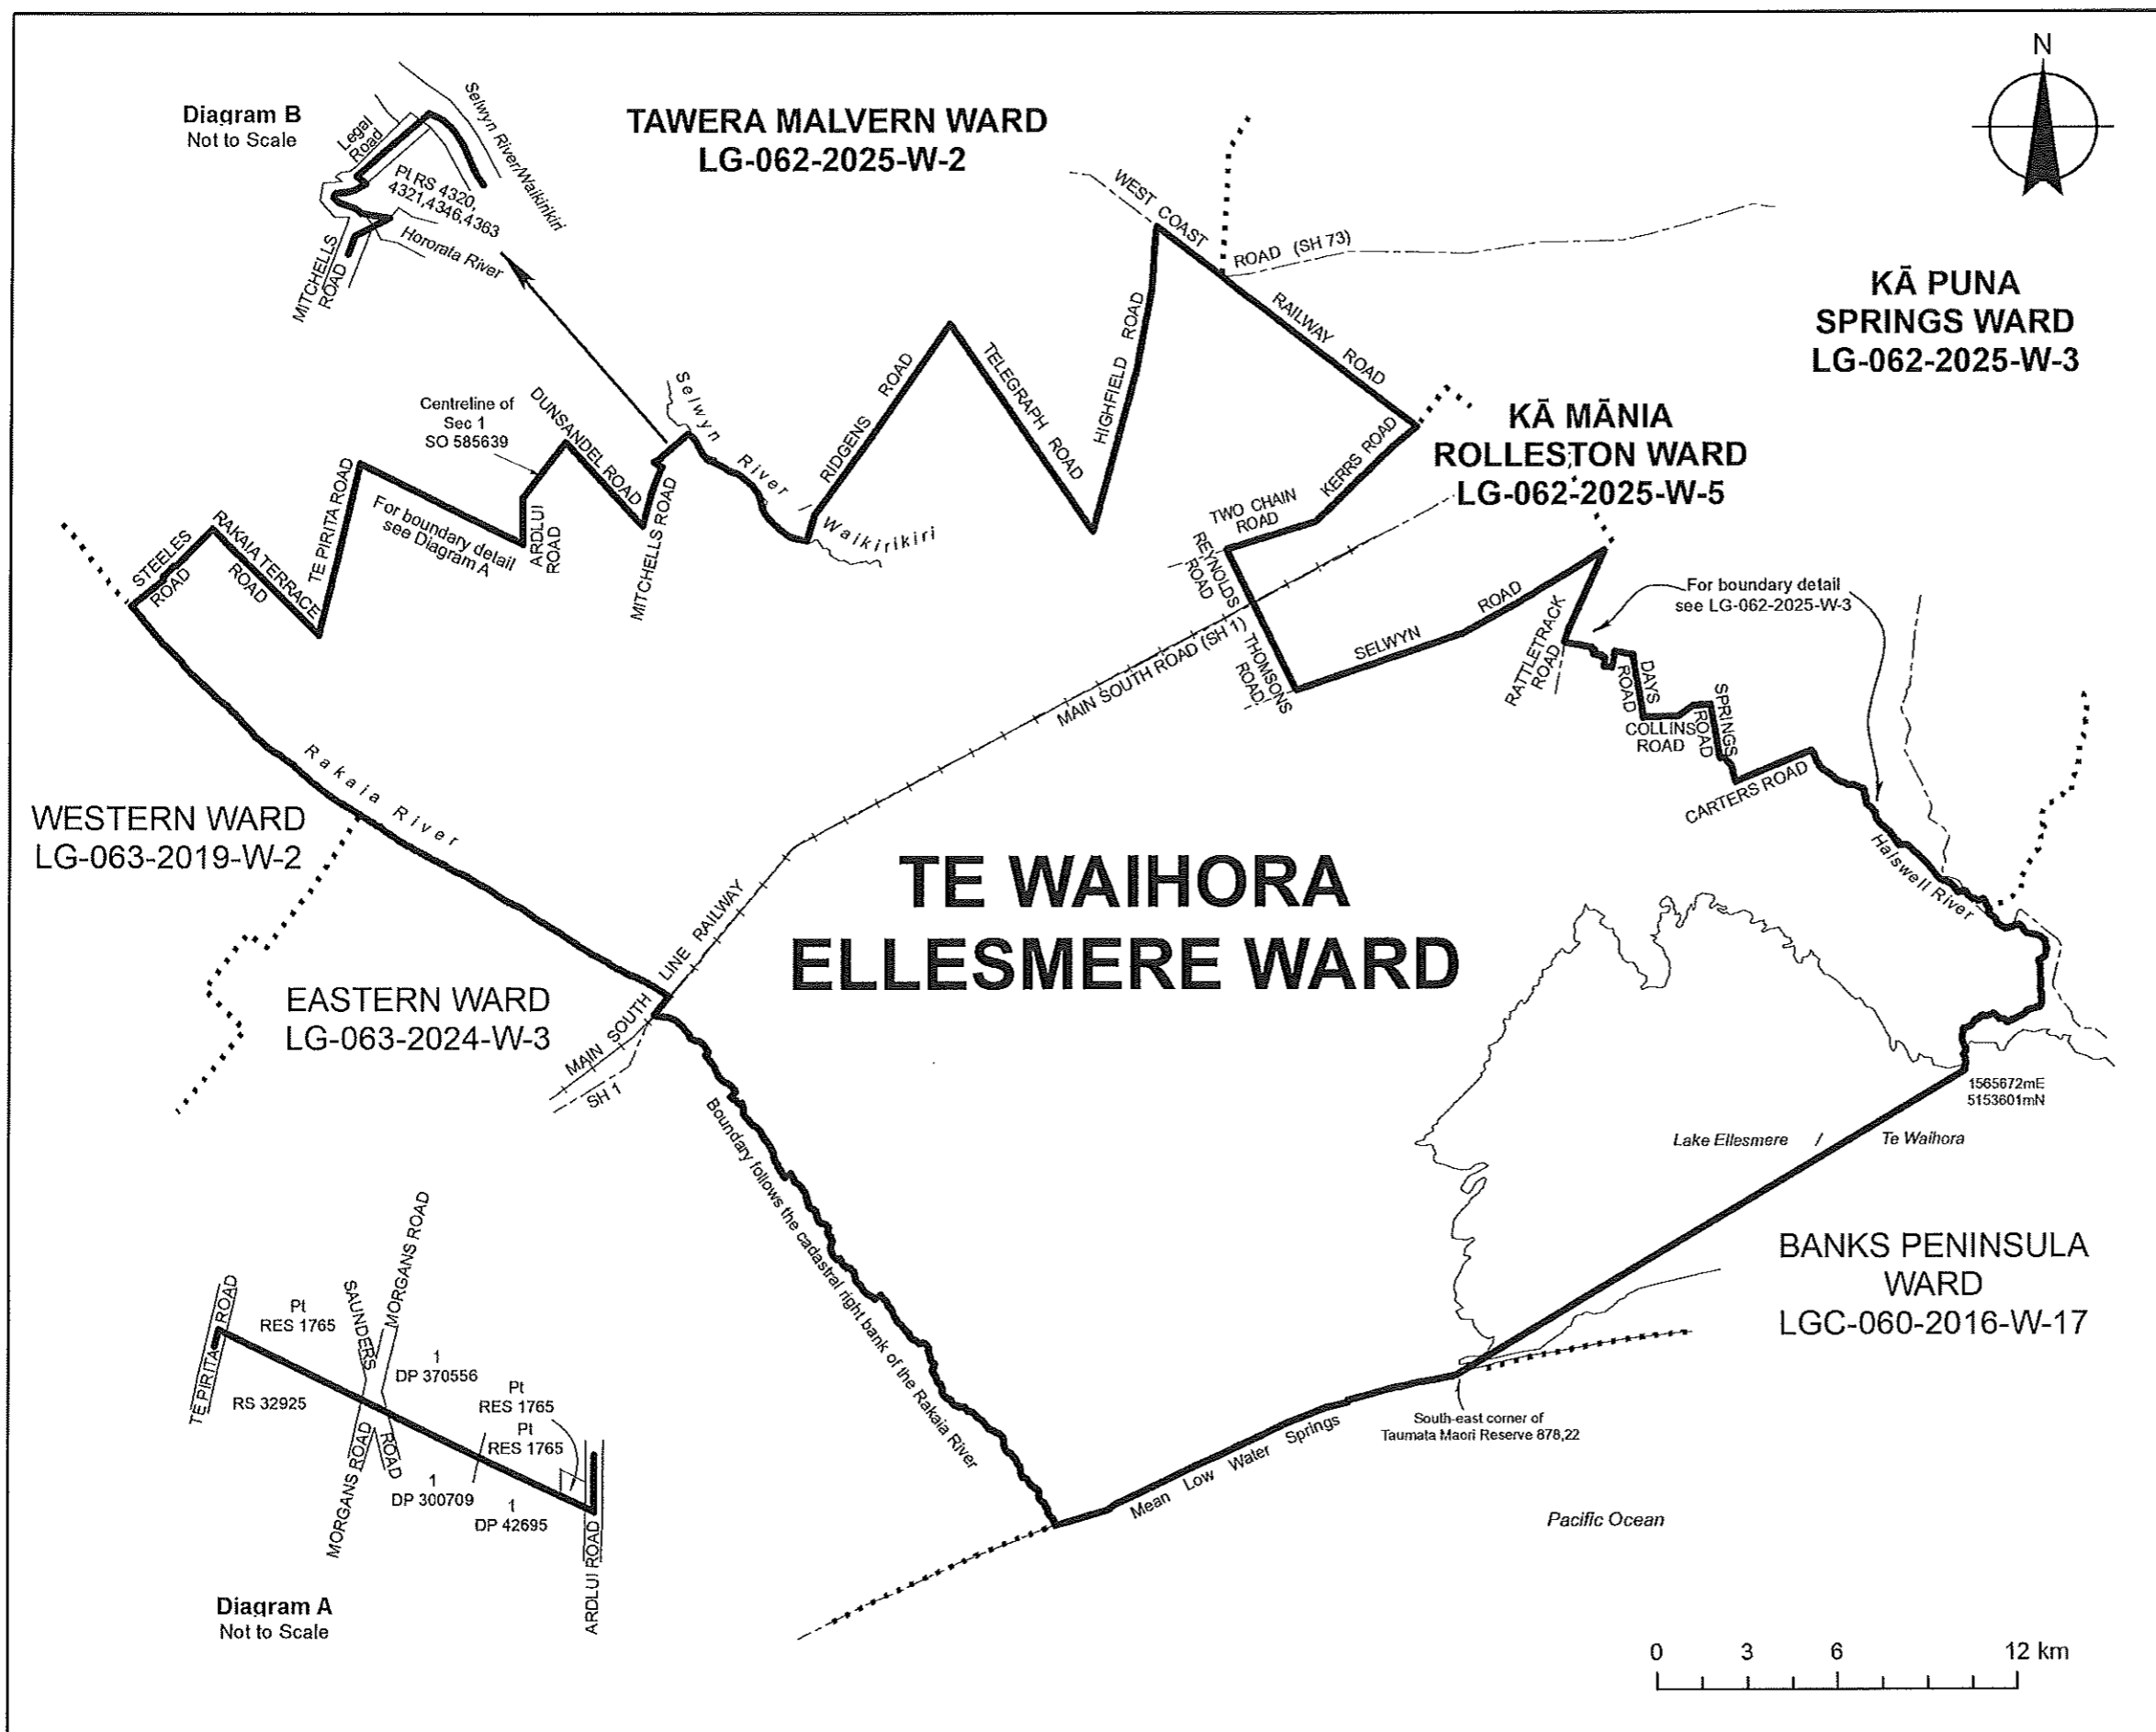 Diagram B
Not to Scale
Legal
Road
Selwyn River/Waikirikiri
Pt RS 4320,
4321,4346,4363
Hororata River
MITCHELLS
ROAD
TAWERA MALVERN WARD
LG-062-2025-W-2
N
WEST COAST
ROAD (SH 73)
RAILWAY ROAD
KĀ PUNA
SPRINGS WARD
LG-062-2025-W-3
KĀ MĀNIA
ROLLESTON WARD
LG-062-2025-W-5
HIGHFIELD ROAD
TELEGRAPH ROAD
RIDGENS ROAD
Selwyn River / Waikirikiri
Centreline of
Sec 1
SO 585639
DUNSANDEL ROAD
MITCHELLS ROAD
ARDLUI
ROAD
For boundary detail
see Diagram A
TE PIRITA ROAD
RAKAIA TERRACE
ROAD
STEELES
ROAD
KERRS ROAD
TWO CHAIN
ROAD
REYNOLDS
ROAD
THOMSONS
ROAD
MAIN SOUTH ROAD (SH 1)
SELWYN ROAD
RATTLETRACK
ROAD
For boundary detail
see LG-062-2025-W-3
DAYS
ROAD
COLLINS
ROAD
SPRINGS
ROAD
CARTERS ROAD
Halswell River
Rakaia River
WESTERN WARD
LG-063-2019-W-2
EASTERN WARD
LG-063-2024-W-3
MAIN SOUTH LINE RAILWAY
SH 1
TE WAIHORA
ELLESMERE WARD
1565672mE
5153601mN
Lake Ellesmere / Te Waihora
BANKS PENINSULA
WARD
LGC-060-2016-W-17
Boundary follows the cadastral right bank of the Rakaia River
Mean Low Water Springs
South-east corner of
Taumata Maori Reserve 878,22
Pacific Ocean
TE PIRITA ROAD
Pt
RES 1765
SAUNDERS
ROAD
MORGANS ROAD
1
DP 370556
Pt
RES 1765
Pt
RES 1765
RS 32925
MORGANS ROAD
1
DP 300709
1
DP 42695
ARDLUI ROAD
Diagram A
Not to Scale
0 3 6 12 km